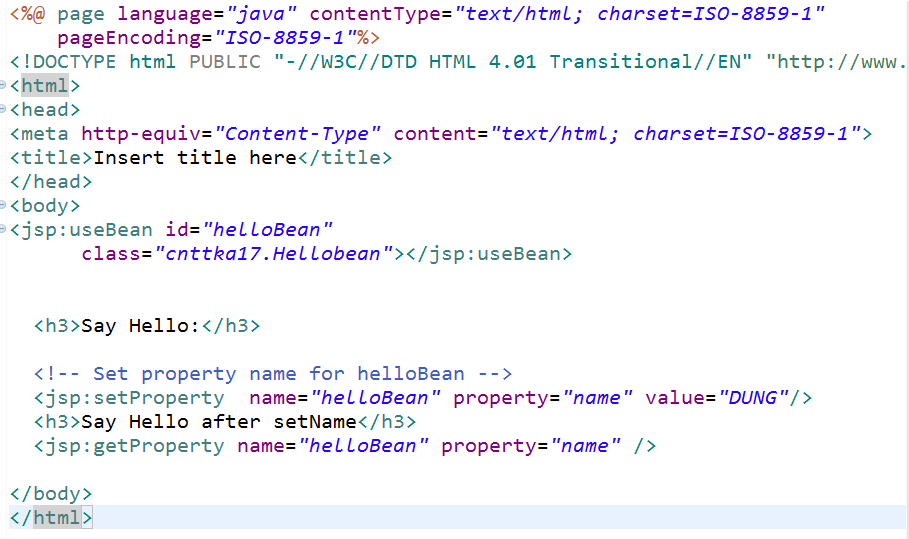 <%@ page language="java" contentType="text/html; charset=ISO-8859-1"
    pageEncoding="ISO-8859-1"%>
<!DOCTYPE html PUBLIC "-//W3C//DTD HTML 4.01 Transitional//EN" "http://www.
<html>
<head>
<meta http-equiv="Content-Type" content="text/html; charset=ISO-8859-1">
<title>Insert title here</title>
</head>
<body>
<jsp:useBean id="helloBean"
      class="cnttka17.Hellobean"></jsp:useBean>
  <h3>Say Hello:</h3>
  <!-- Set property name for helloBean -->
  <jsp:setProperty  name="helloBean" property="name" value="DUNG"/>
  <h3>Say Hello after setName</h3>
  <jsp:getProperty name="helloBean" property="name" />
</body>
</html>